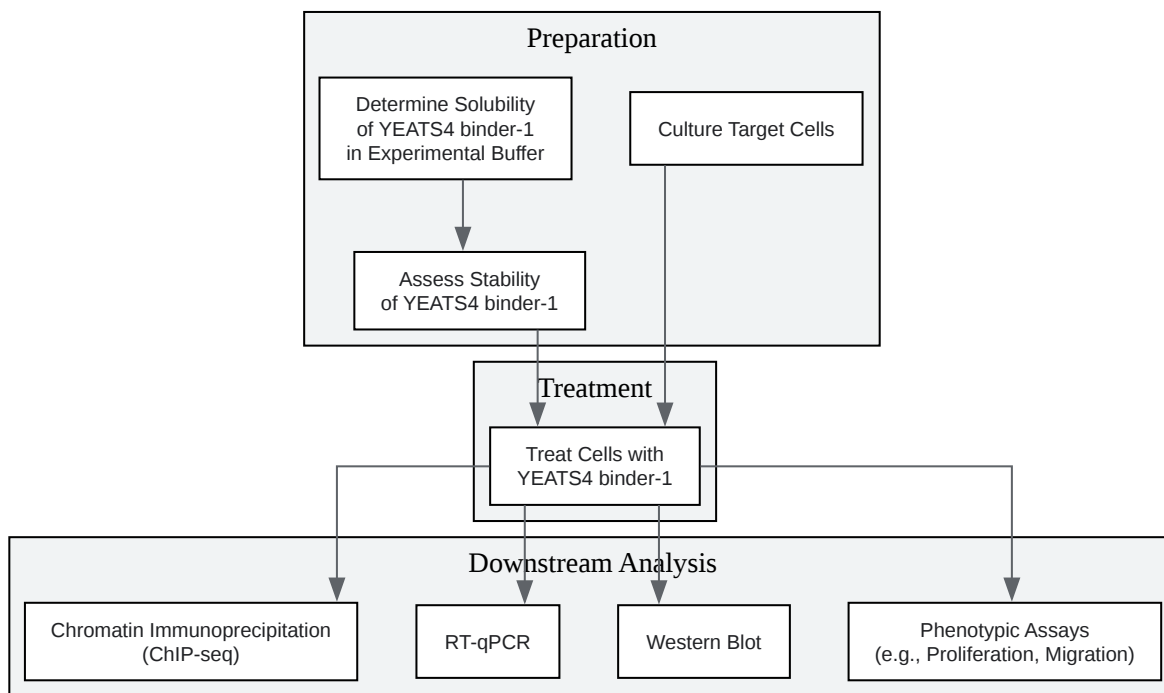 Preparation
Determine Solubility
of YEATS4 binder-1
in Experimental Buffer
Culture Target Cells
Assess Stability
of YEATS4 binder-1
Treatment
Treat Cells with
YEATS4 binder-1
Downstream Analysis
Chromatin Immunoprecipitation
(ChIP-seq)
RT-qPCR
Western Blot
Phenotypic Assays
(e.g., Proliferation, Migration)